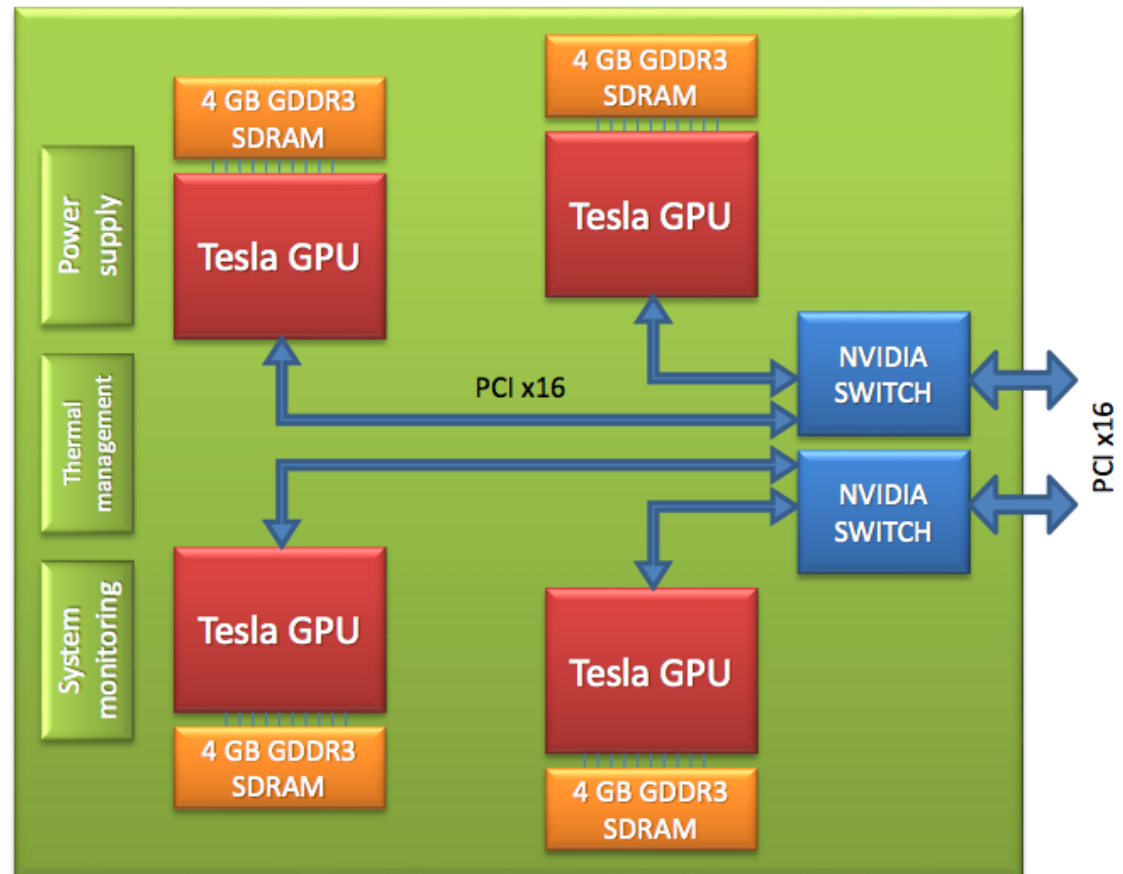 4 GB GDDR3
SDRAM
4 GB GDDR3
SDRAM
Power
supply
Tesla GPU
Tesla GPU
NVIDIA
SWITCH
Thermal
management
PCI x16
PCI x16
NVIDIA
SWITCH
System
monitoring
Tesla GPU
Tesla GPU
4 GB GDDR3
SDRAM
4 GB GDDR3
SDRAM